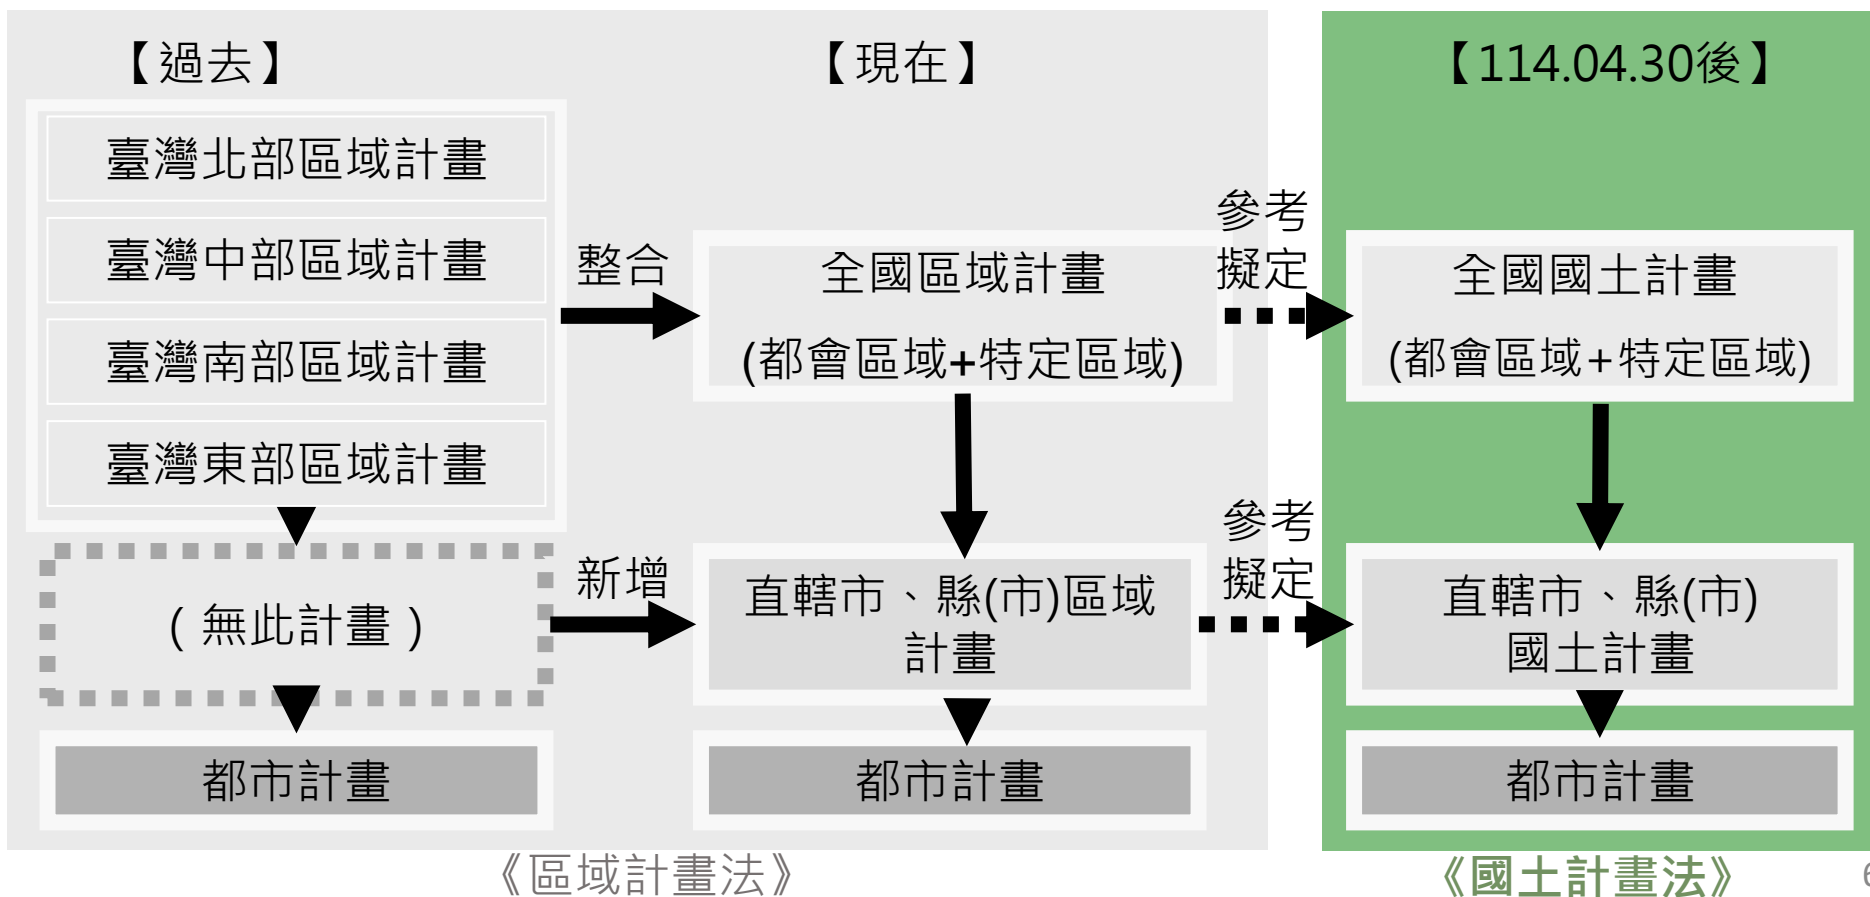 【過去】
臺灣北部區域計畫
臺灣中部區域計畫
臺灣南部區域計畫
臺灣東部區域計畫
(無此計畫)
都市計畫
整合
新增
【現在】
全國區域計畫
(都會區域+特定區域)
直轄市、縣(市)區域
計畫
都市計畫
參考
擬定
參考
擬定
【114.04.30後】
全國國土計畫
(都會區域+特定區域)
直轄市、縣(市)
國土計畫
都市計畫
《區域計畫法》
《國土計畫法》
6